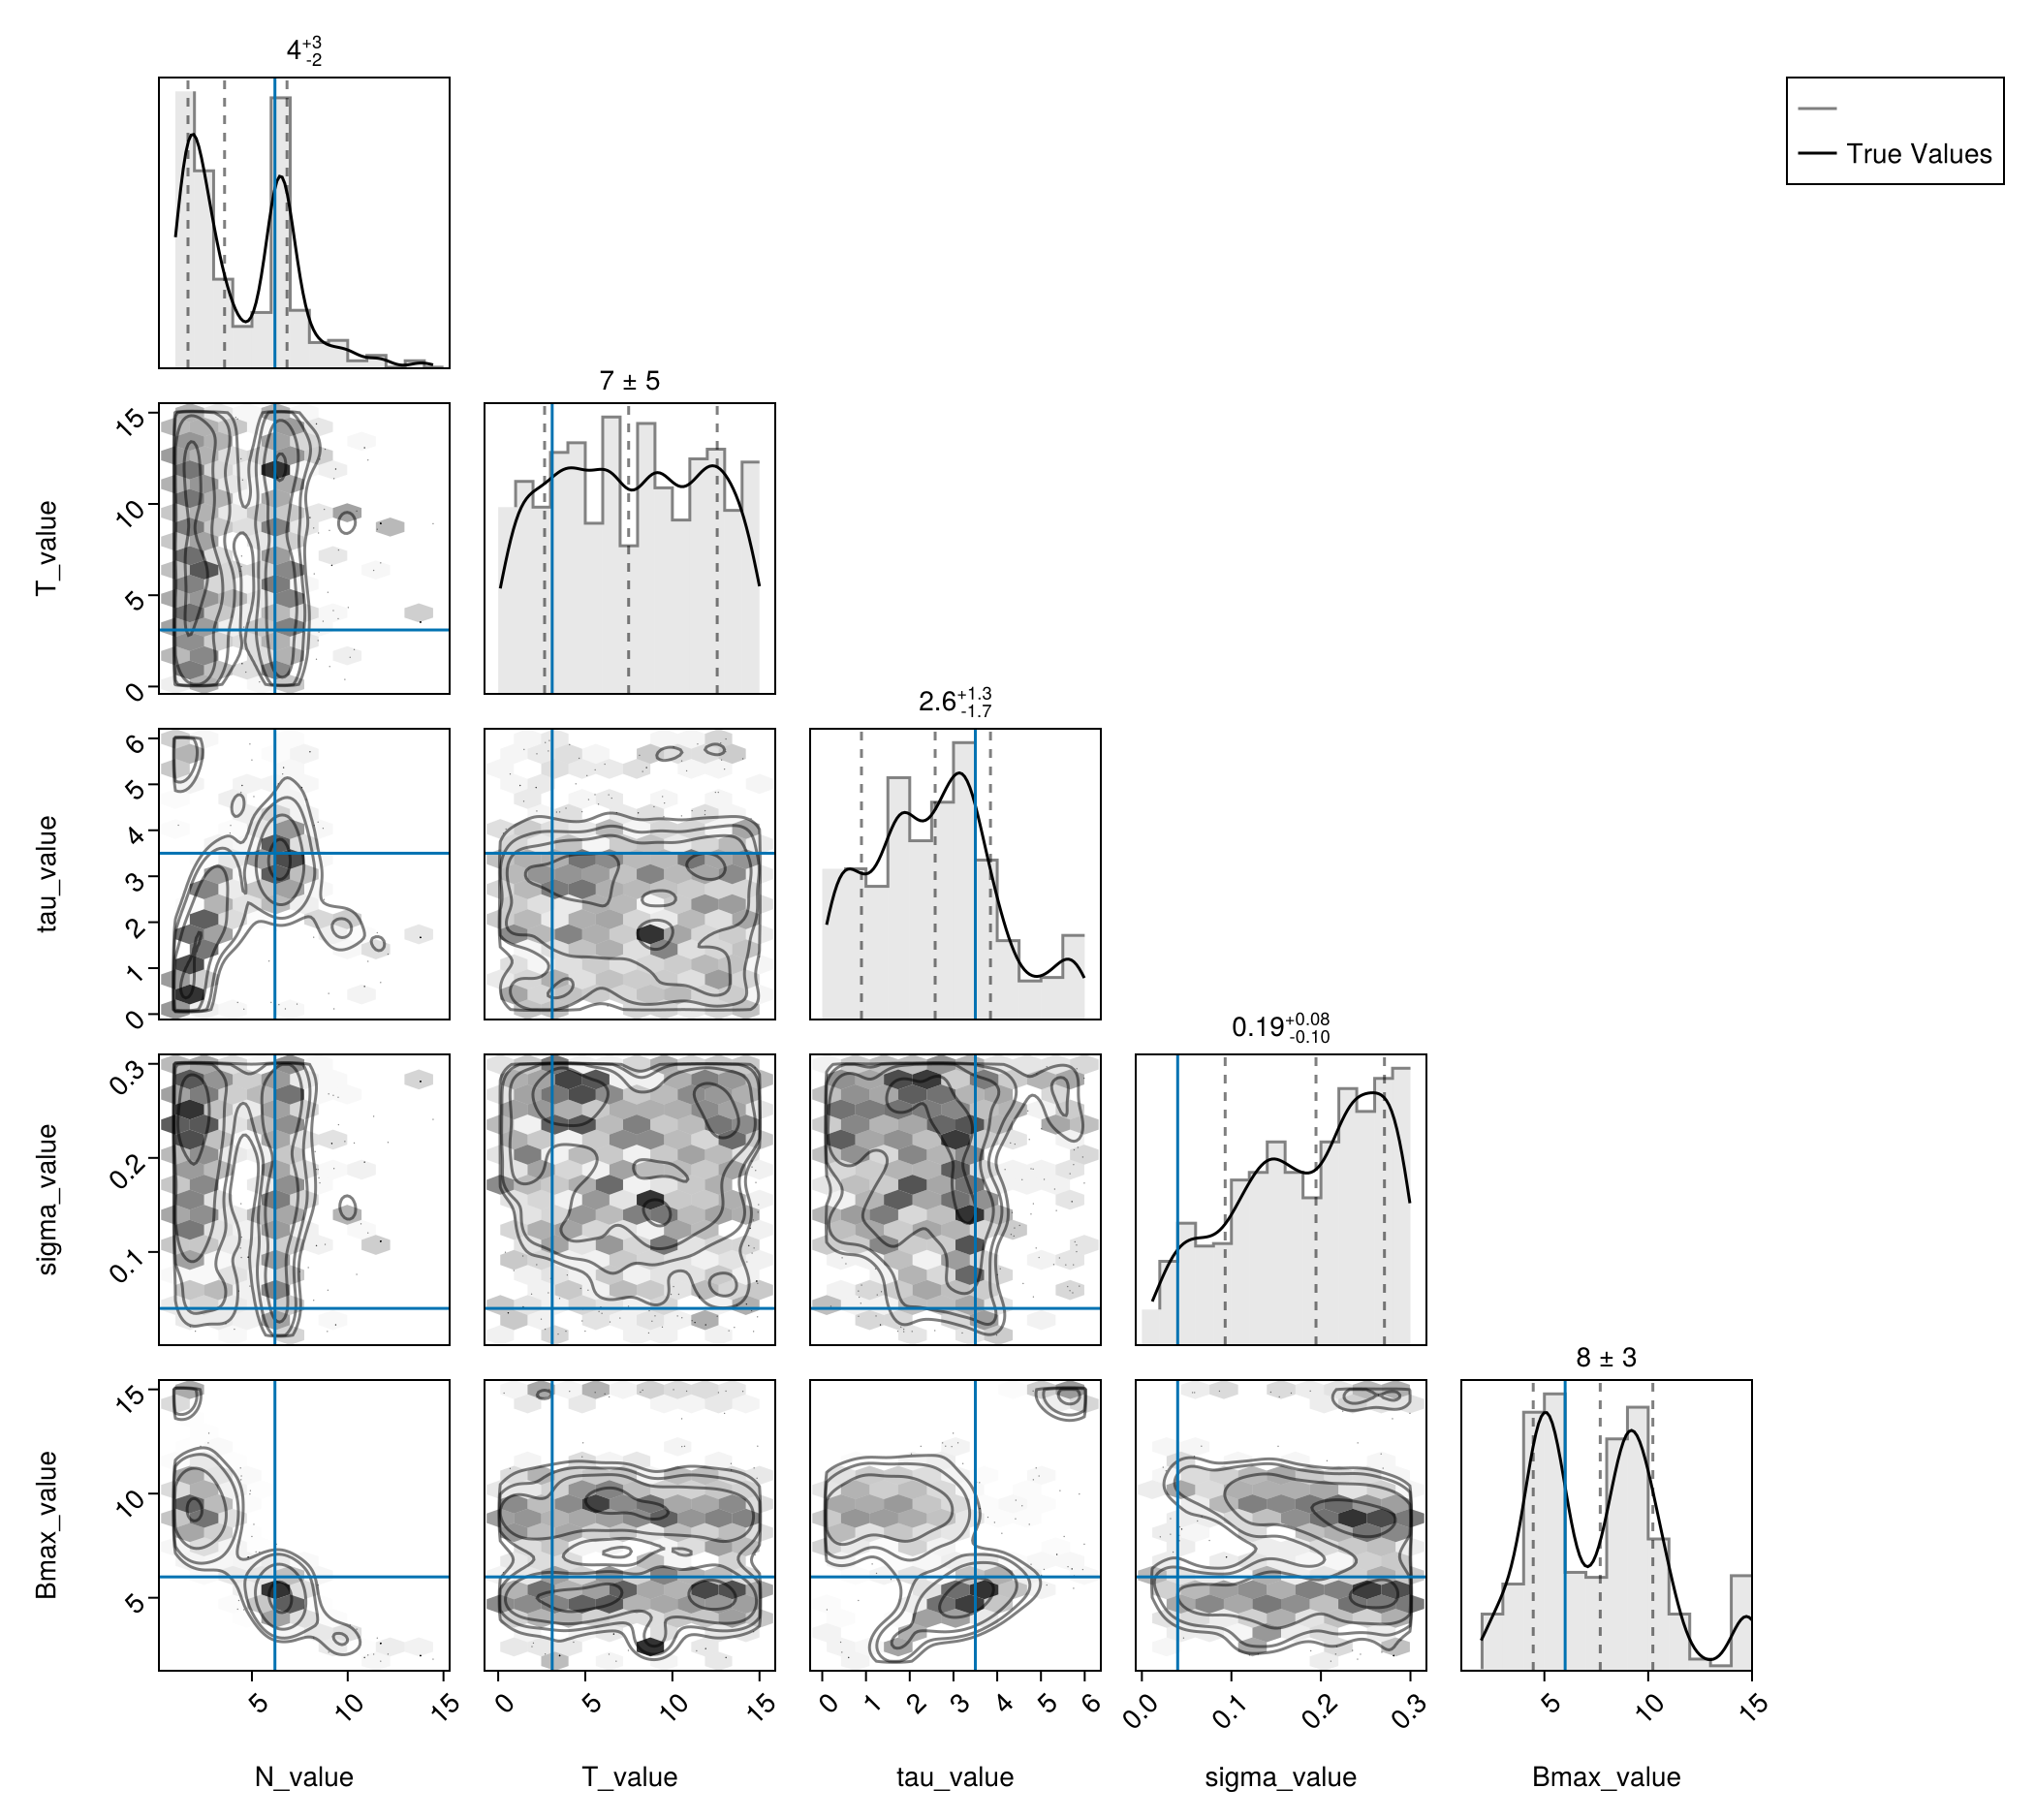 4+3-2
True Values
7 ± 5
15
10
5
0
T_value
2.6+1.3-1.7
6
5
4
3
2
1
0
tau_value
0.19+0.08-0.10
0.3
0.2
0.1
sigma_value
8 ± 3
15
10
5
Bmax_value
5 10 15 0 5 10 15 0 1 2 3 4 5 6 0.0 0.1 0.2 0.3 5 10 15
N_value T_value tau_value sigma_value Bmax_value